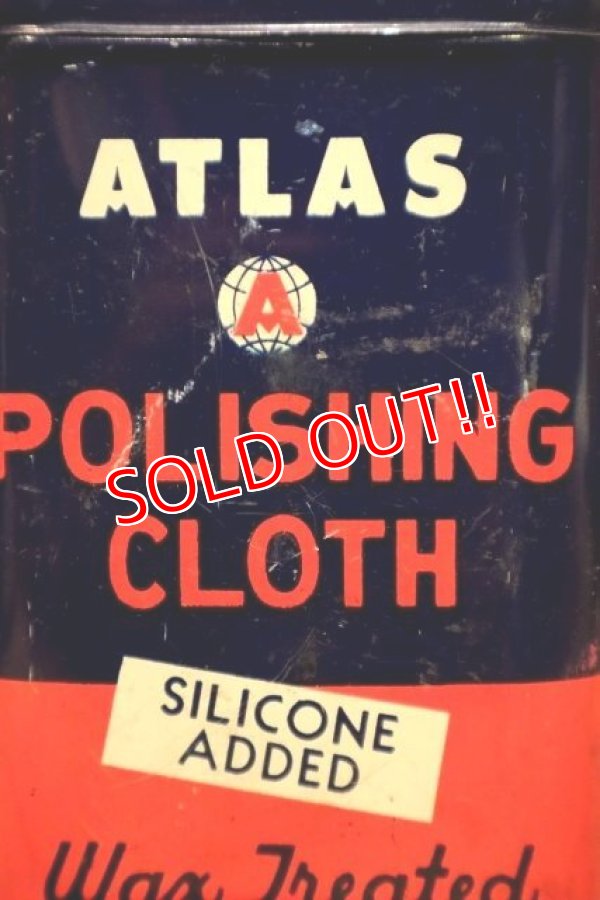 ATLAS
A
POLISHING
SOLD OUT!!
CLOTH
SILICONE
ADDED
Wax Treated